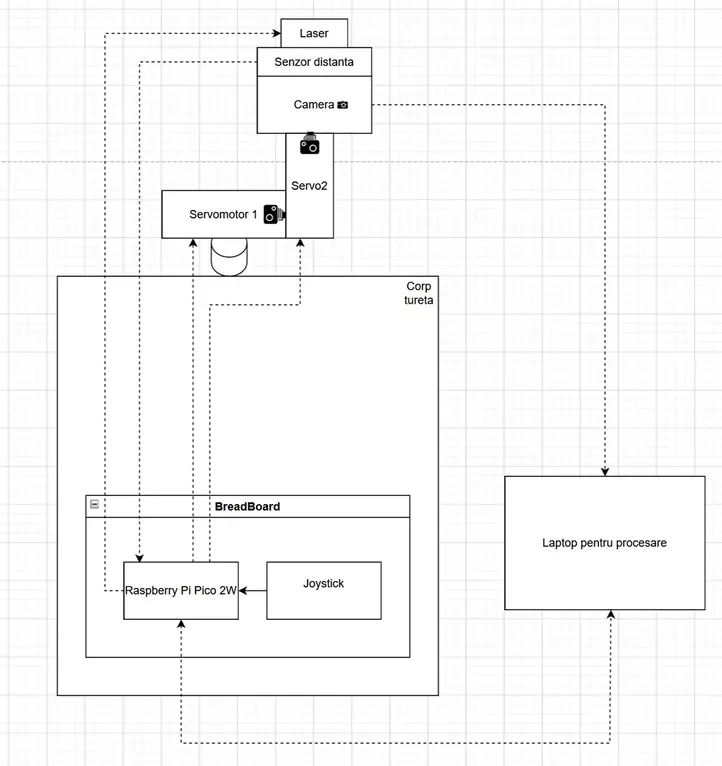 Laser
Senzor distanta
Camera
Servo2
Servomotor 1
Corp
tureta
BreadBoard
Raspberry Pi Pico 2W
Joystick
Laptop pentru procesare